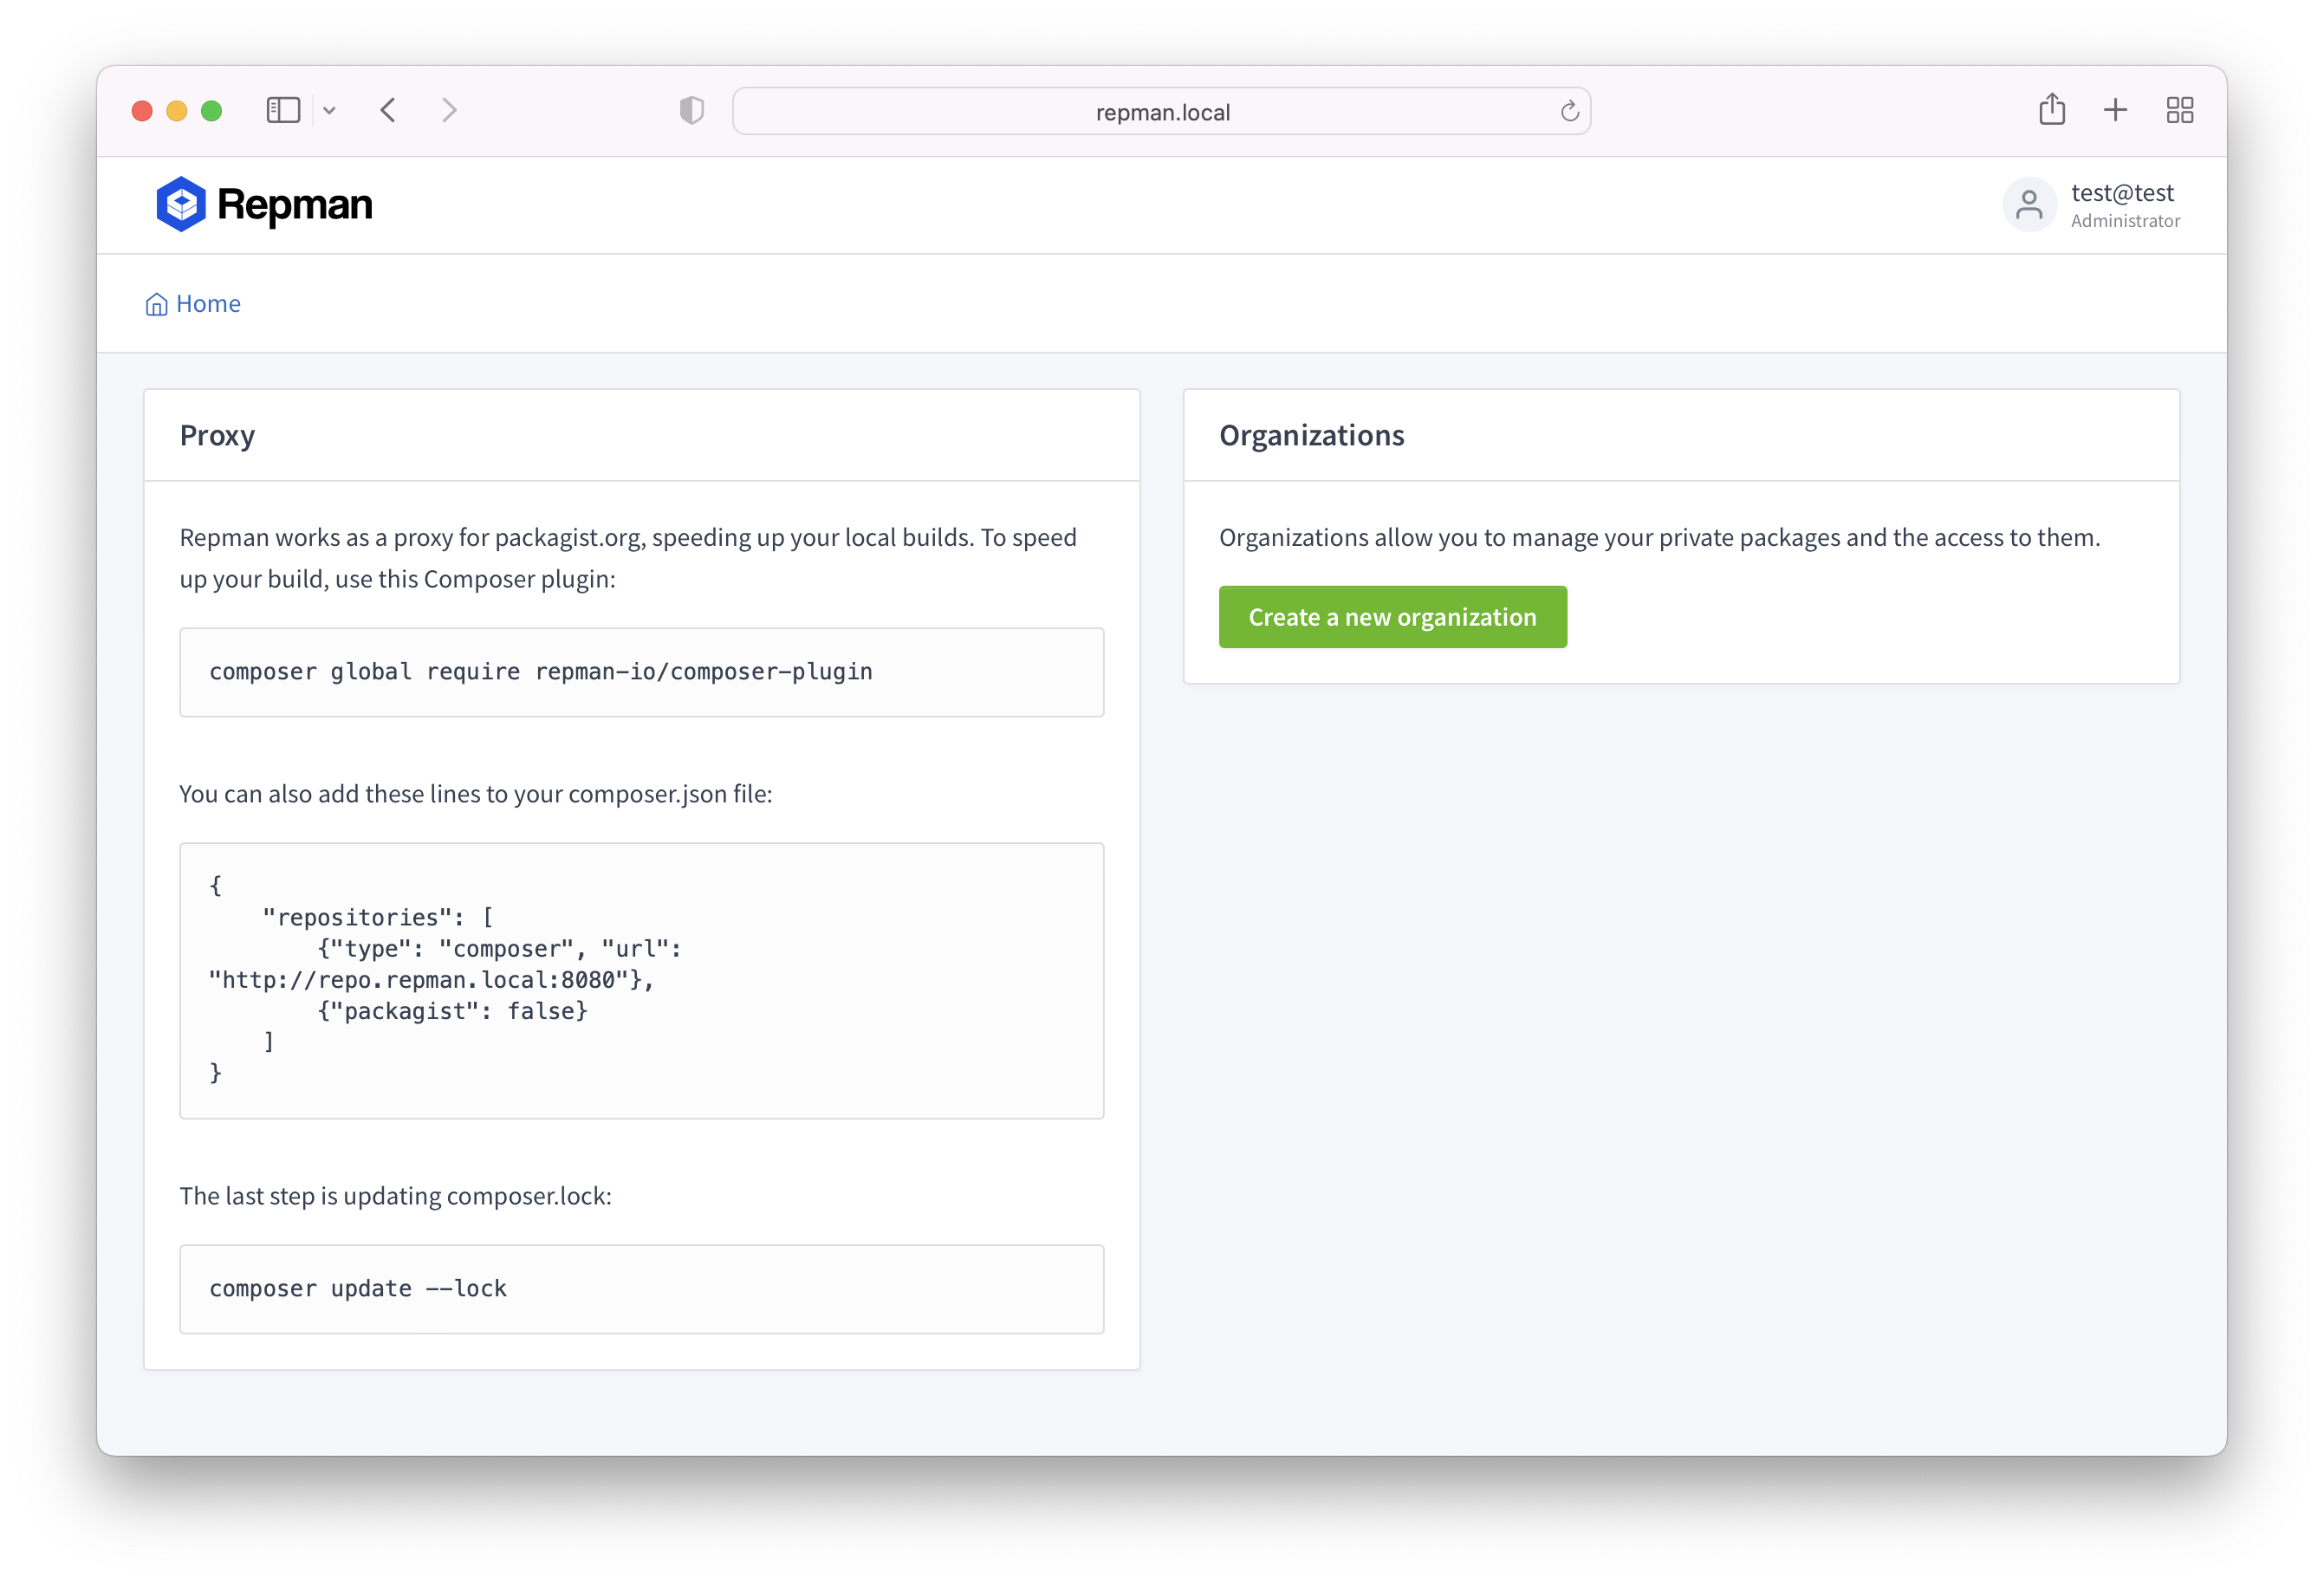 repman.local
Repman
test@test
Administrator
Home
Proxy
Repman works as a proxy for packagist.org, speeding up your local builds. To speed
up your build, use this Composer plugin:
composer global require repman-io/composer-plugin
You can also add these lines to your composer.json file:
{
    "repositories": [
        {"type": "composer", "url":
"http://repo.repman.local:8080"},
        {"packagist": false}
    ]
}
The last step is updating composer.lock:
composer update --lock
Organizations
Organizations allow you to manage your private packages and the access to them.
Create a new organization